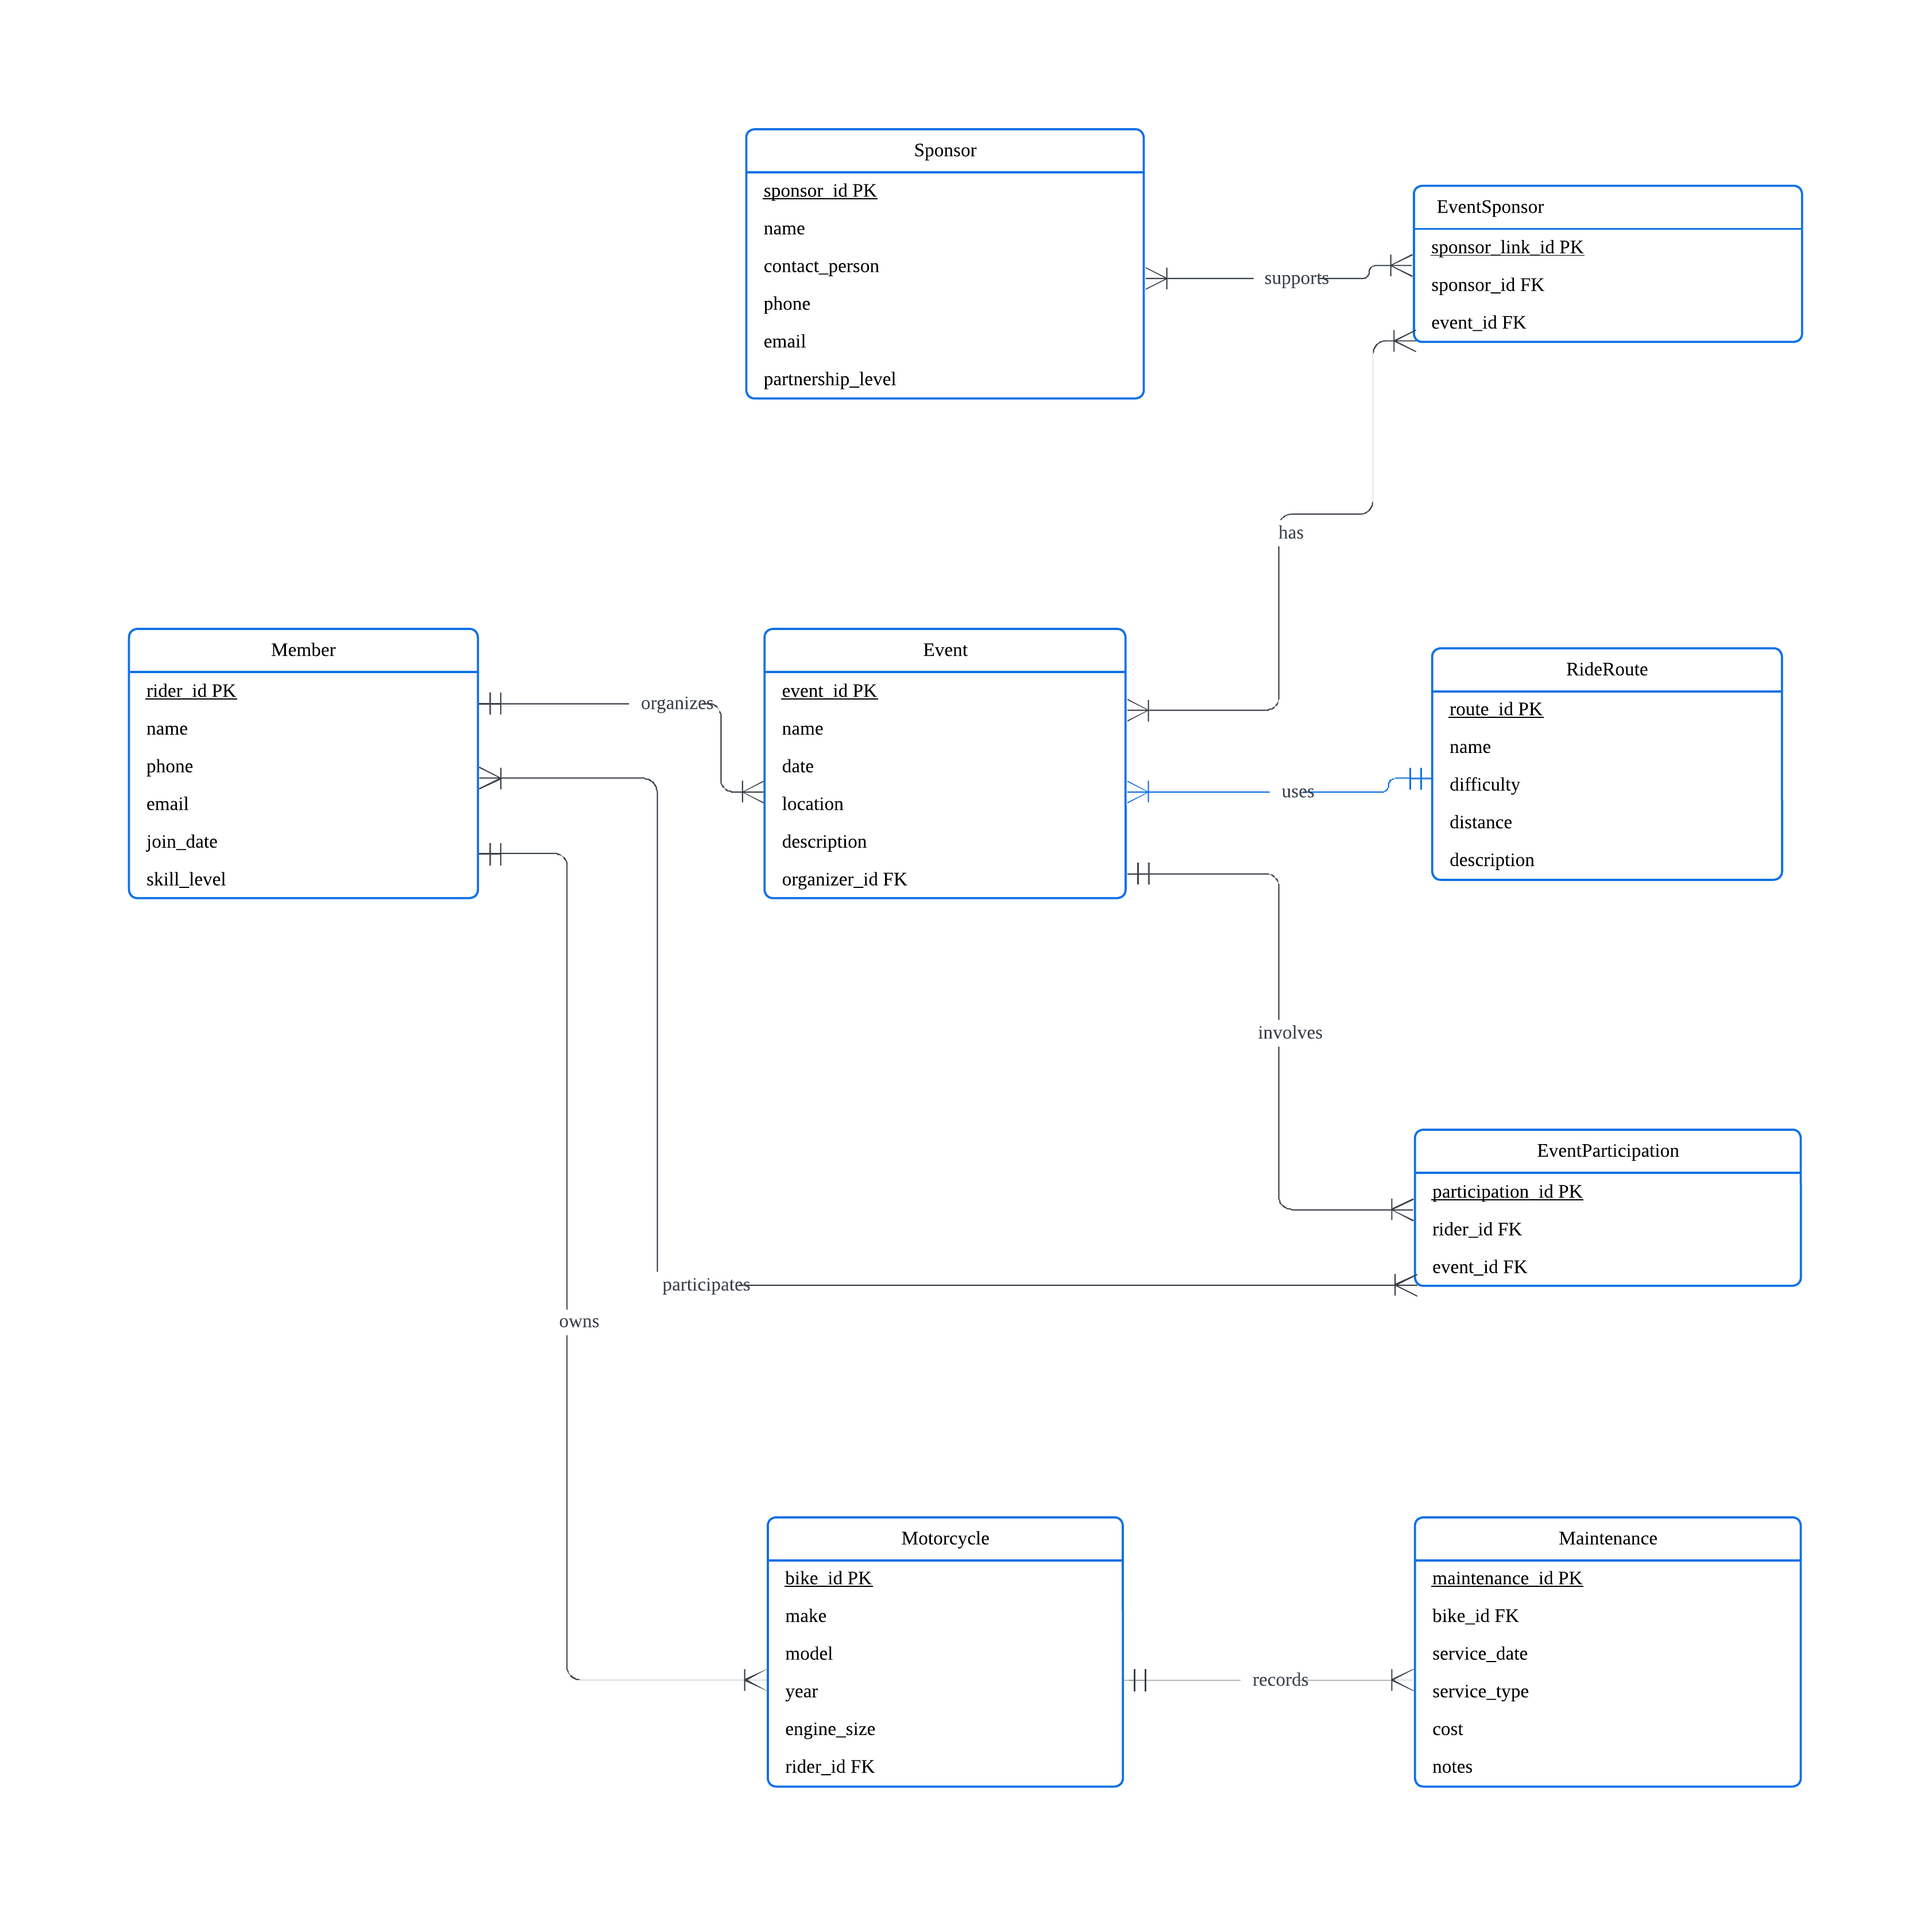 Sponsor
sponsor_id PK
name
contact_person
phone
email
partnership_level
EventSponsor
sponsor_link_id PK
sponsor_id FK
event_id FK
supports
has
Member
rider_id PK
name
phone
email
join_date
skill_level
organizes
Event
event_id PK
name
date
location
description
organizer_id FK
uses
RideRoute
route_id PK
name
difficulty
distance
description
involves
EventParticipation
participation_id PK
rider_id FK
event_id FK
participates
owns
Motorcycle
bike_id PK
make
model
year
engine_size
rider_id FK
records
Maintenance
maintenance_id PK
bike_id FK
service_date
service_type
cost
notes